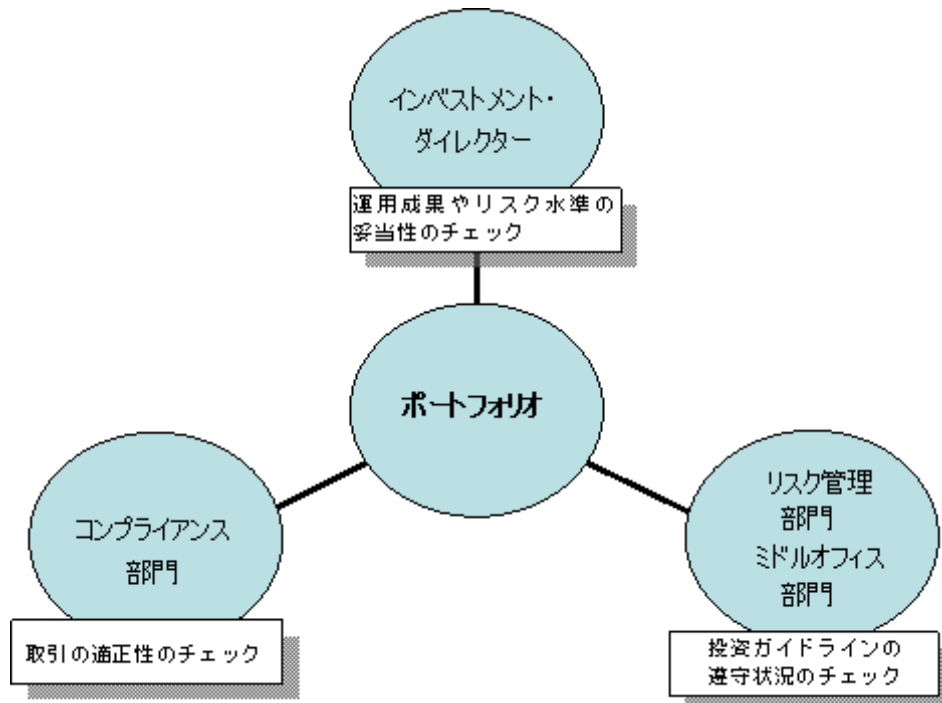 インベストメント・
ダイレクター
運用成果やリスク水準の
妥当性のチェック
ポートフォリオ
コンプライアンス
部門
取引の適正性のチェック
リスク管理
部門
ミドルオフィス
部門
投資ガイドラインの
遵守状況のチェック